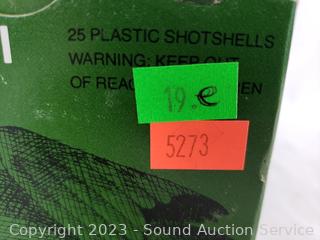 25 PLASTIC SHOTSHELLS
WARNING: KEEP OUT
OF REAC
EN
19.
5273
Copyright 2023 - Sound Auction Service